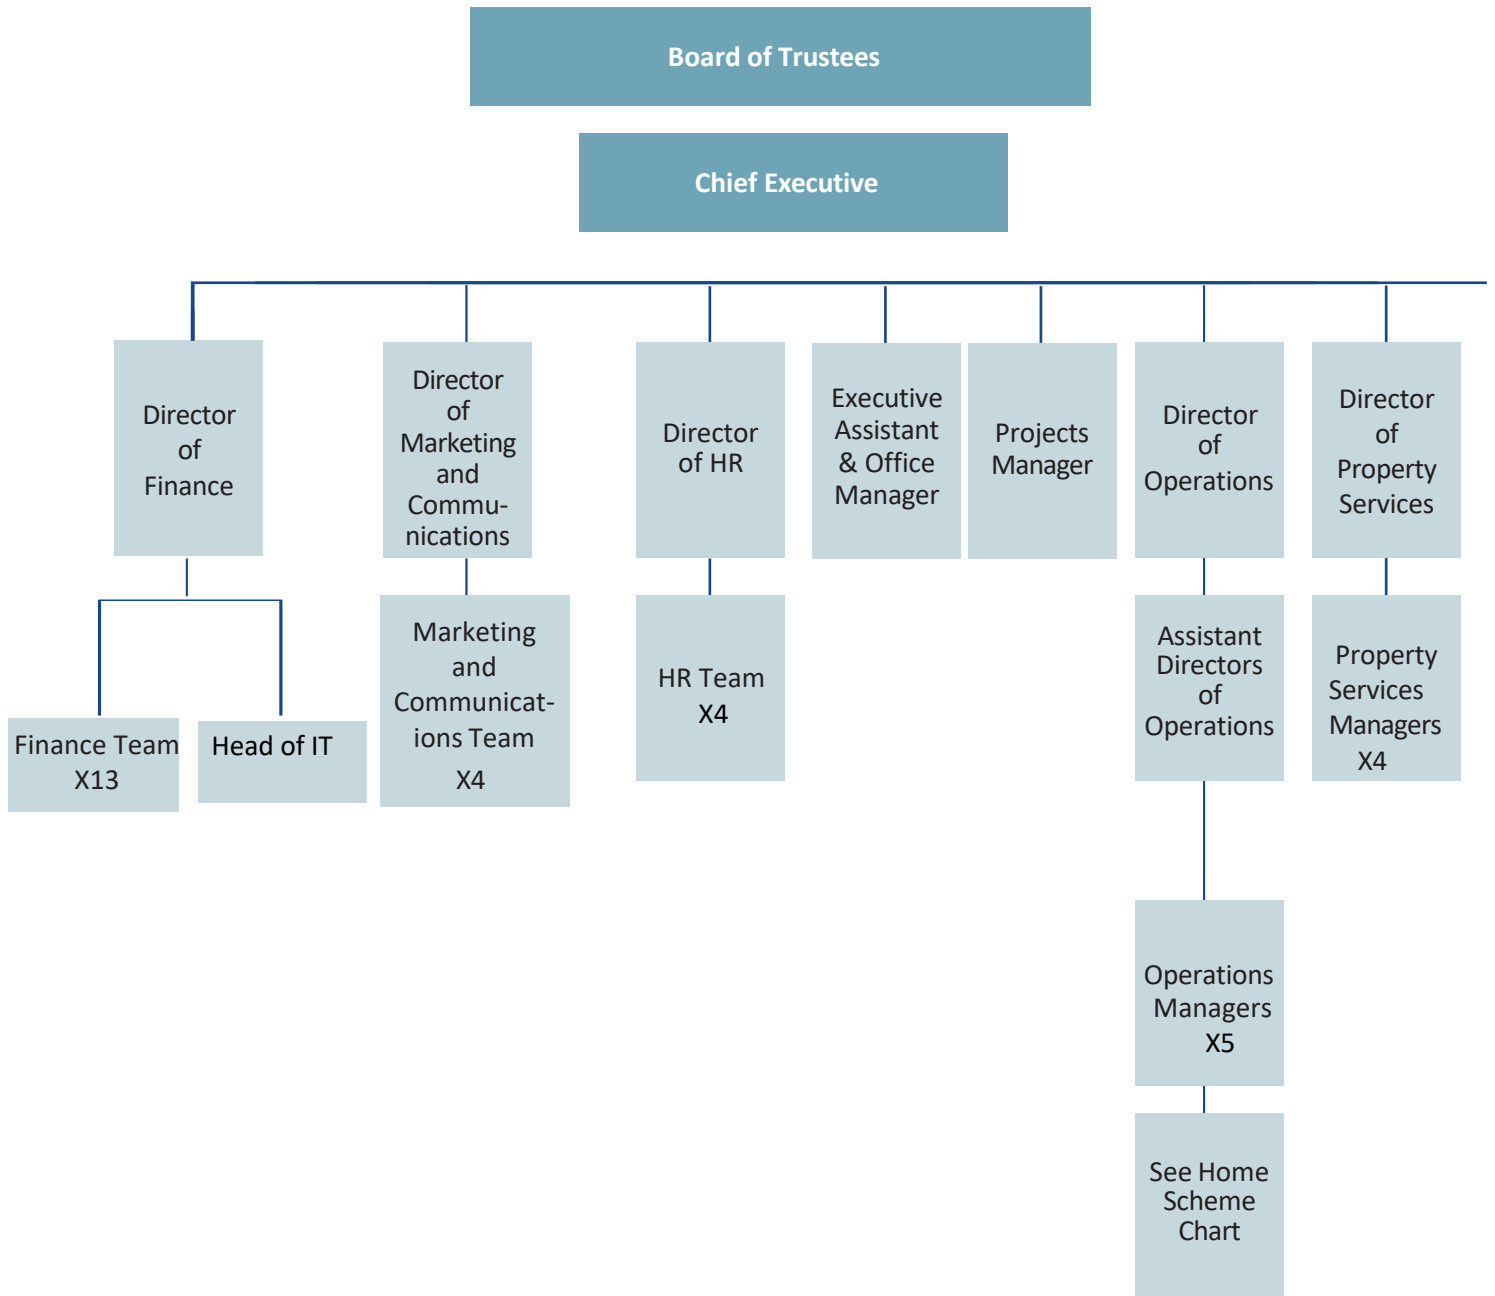 Board of Trustees
Chief Executive
Director
of
Finance
Director
of
Marketing
and
Commu-
nications
Director
of HR
Executive
Assistant
& Office
Manager
Projects
Manager
Director
of
Operations
Director
of
Property
Services
Finance Team
X13
Head of IT
Marketing
and
Communicat-
ions Team
X4
HR Team
X4
Assistant
Directors
of
Operations
Property
Services
Managers
X4
Operations
Managers
X5
See Home
Scheme
Chart